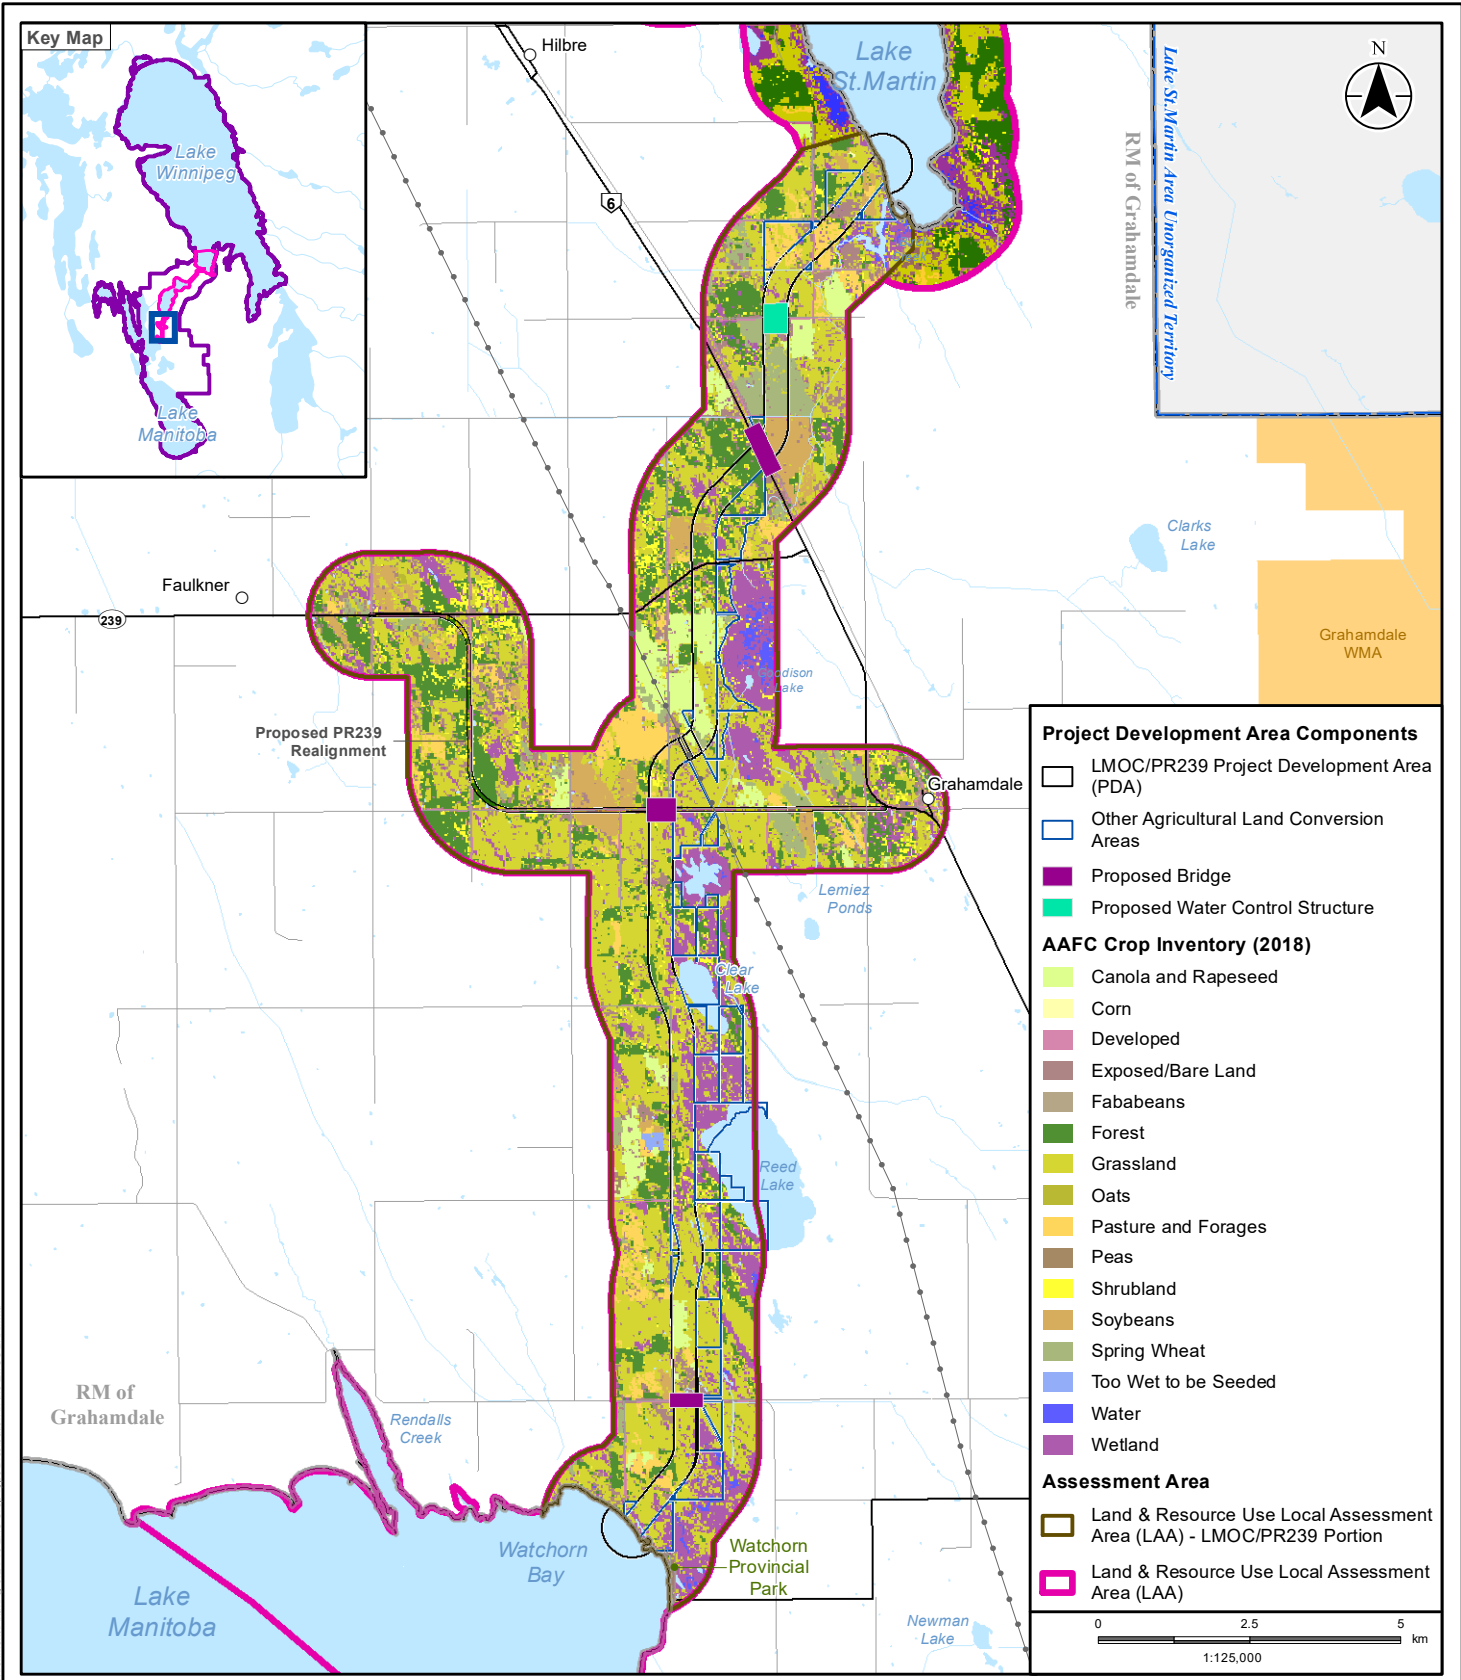 Key Map
Lake
Winnipeg
Lake
Manitoba
Hilbre
Lake
St.Martin
N
6
RM of Grahamdale
Lake St.Martin Area Unorganized Territory
Clarks
Lake
Faulkner
239
Grahamdale
WMA
Goodison
Lake
Proposed PR239
Realignment
Grahamdale
Lemiez
Ponds
Clear
Lake
Reed
Lake
RM of
Grahamdale
Rendalls
Creek
Watchorn
Bay
Watchorn
Provincial
Park
Lake
Manitoba
Newman
Lake
Project Development Area Components
LMOC/PR239 Project Development Area
(PDA)
Other Agricultural Land Conversion
Areas
Proposed Bridge
Proposed Water Control Structure
AAFC Crop Inventory (2018)
Canola and Rapeseed
Corn
Developed
Exposed/Bare Land
Fababeans
Forest
Grassland
Oats
Pasture and Forages
Peas
Shrubland
Soybeans
Spring Wheat
Too Wet to be Seeded
Water
Wetland
Assessment Area
Land & Resource Use Local Assessment
Area (LAA) - LMOC/PR239 Portion
Land & Resource Use Local Assessment
Area (LAA)
0 2.5 5
km
1:125,000